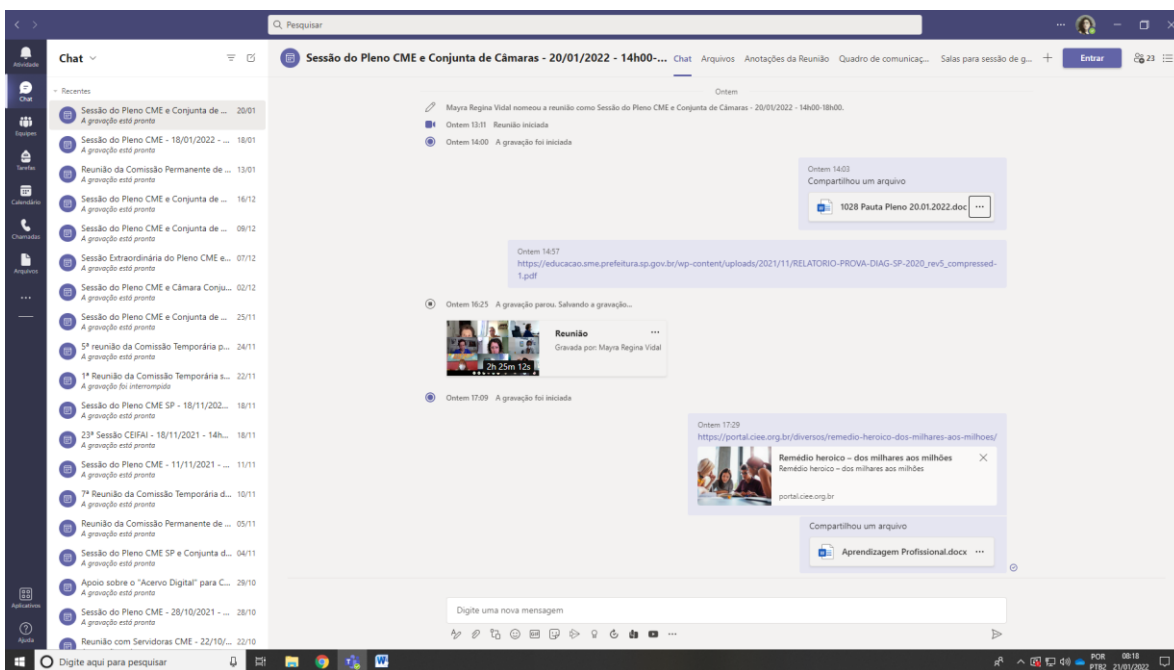 Pesquisar
Atividade
Chat
Equipes
Tarefas
Calendário
Chamadas
Arquivos
Aplicativos
Ajuda
Chat
Recentes
Sessão do Pleno CME e Conjunta de ... 20/01
A gravação está pronta
Sessão do Pleno CME - 18/01/2022 - ... 18/01
A gravação está pronta
Reunião da Comissão Permanente de ... 13/01
A gravação está pronta
Sessão do Pleno CME e Conjunta de ... 16/12
A gravação está pronta
Sessão do Pleno CME e Conjunta de ... 09/12
A gravação está pronta
Sessão Extraordinária do Pleno CME e... 07/12
A gravação está pronta
Sessão do Pleno CME e Câmara Conju... 02/12
A gravação está pronta
Sessão do Pleno CME e Conjunta de ... 25/11
A gravação está pronta
5ª reunião da Comissão Temporária p... 24/11
A gravação está pronta
1ª Reunião da Comissão Temporária s... 22/11
A gravação foi interrompida
Sessão do Pleno CME SP - 18/11/202... 18/11
A gravação está pronta
23ª Sessão CEIFAI - 18/11/2021 - 14h... 18/11
A gravação está pronta
Sessão do Pleno CME - 11/11/2021 - ... 11/11
A gravação está pronta
7ª Reunião da Comissão Temporária d... 10/11
A gravação está pronta
Reunião da Comissão Permanente de ... 05/11
A gravação está pronta
Sessão do Pleno CME SP e Conjunta d... 04/11
A gravação está pronta
Apoio sobre o "Acervo Digital" para C... 29/10
A gravação está pronta
Sessão do Pleno CME - 28/10/2021 - ... 28/10
A gravação está pronta
Reunião com Servidoras CME - 22/10/... 22/10
Sessão do Pleno CME e Conjunta de Câmaras - 20/01/2022 - 14h00-... Chat Arquivos Anotações da Reunião Quadro de comunicaç... Salas para sessão de g... Entrar 23
Ontem
Mayra Regina Vidal nomeou a reunião como Sessão do Pleno CME e Conjunta de Câmaras - 20/01/2022 - 14h00-18h00.
Ontem 13:11 Reunião iniciada
Ontem 14:00 A gravação foi iniciada
Ontem 14:03
Compartilhou um arquivo
1028 Pauta Pleno 20.01.2022.doc ...
Ontem 14:57
https://educacao.sme.prefeitura.sp.gov.br/wp-content/uploads/2021/11/RELATORIO-PROVA-DIAG-SP-2020_rev5_compressed-
1.pdf
Ontem 16:25 A gravação parou. Salvando a gravação...
Reunião ...
Gravada por: Mayra Regina Vidal
2h 25m 12s
Ontem 17:09 A gravação foi iniciada
Ontem 17:29
https://portal.ciee.org.br/diversos/remedio-heroico-dos-milhares-aos-milhoes/
Remédio heroico – dos milhares aos milhões
Remédio heroico – dos milhares aos milhões
portal.ciee.org.br
Compartilhou um arquivo
Aprendizagem Profissional.docx ...
Digite uma nova mensagem
GIF
Digite aqui para pesquisar
POR 08:18
PTB2 21/01/2022